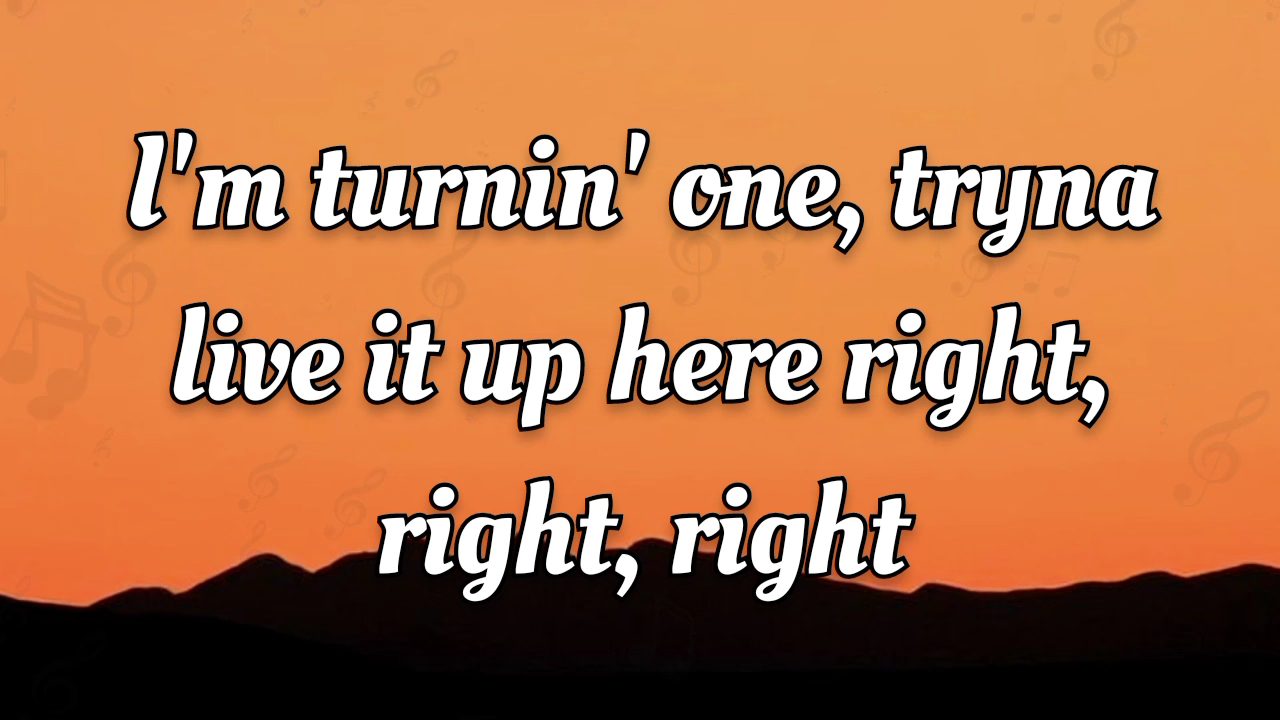 I'm turnin' one, tryna
live it up here right,
right, right